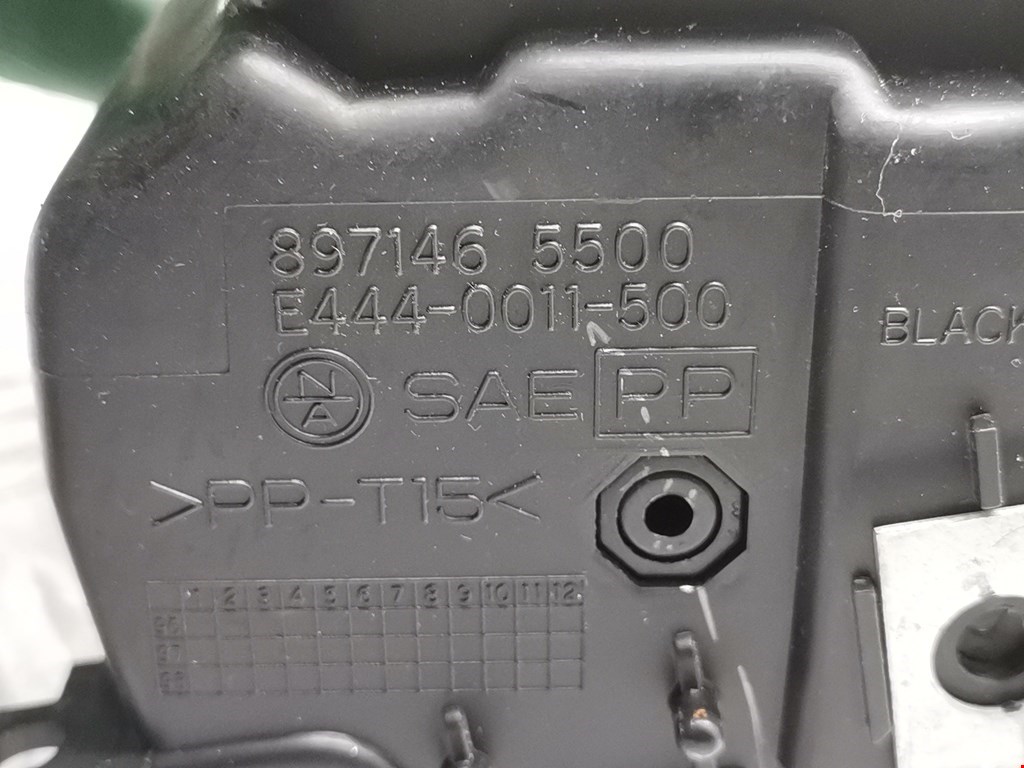 897146 5500
E444-0011-500
BLACK
N
A
SAE PP
>PP-T15<
1 2 3 4 5 6 7 8 9 10 11 12